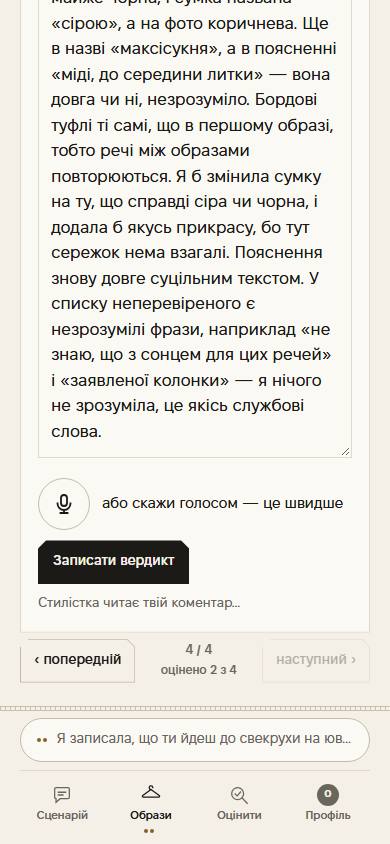 майже чорна, і сумка названа
«сірою», а на фото коричнева. Ще
в назві «максісукня», а в поясненні
«міді, до середини литки» — вона
довга чи ні, незрозуміло. Бордові
туфлі ті самі, що в першому образі,
тобто речі між образами
повторюються. Я б змінила сумку
на ту, що справді сіра чи чорна, і
додала б якусь прикрасу, бо тут
сережок нема взагалі. Пояснення
знову довге суцільним текстом. У
списку неперевіреного є
незрозумілі фрази, наприклад «не
знаю, що з сонцем для цих речей»
і «заявленої колонки» — я нічого
не зрозуміла, це якісь службові
слова.
або скажи голосом — це швидше
Записати вердикт
Стилістка читає твій коментар...
‹ попередній
4 / 4
оцінено 2 з 4
наступний ›
Я записала, що ти йдеш до свекрухи на юв...
Сценарій
Образи
Оцінити
О
Профіль